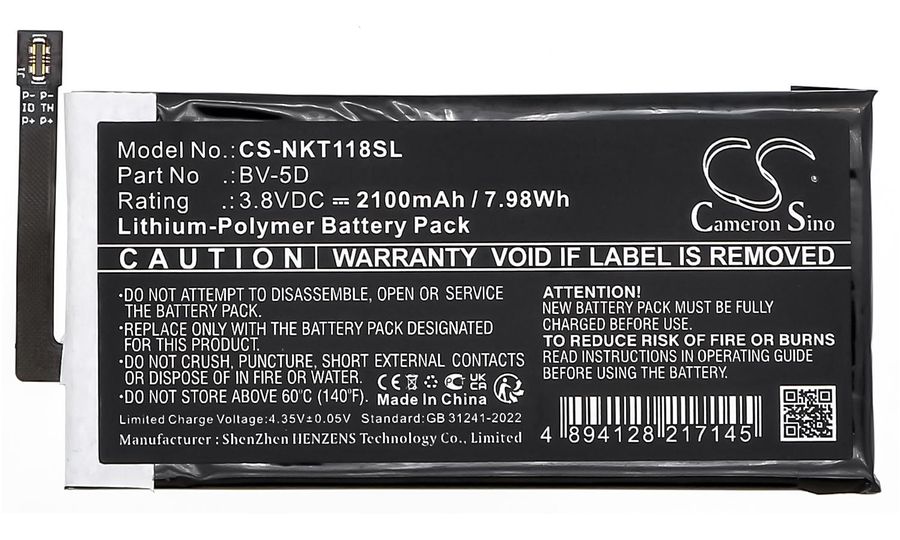 J1
P- P-
ID TH
P+ P+
Model No.: CS-NKT118SL
Part No .: BV-5D
Rating .: 3.8VDC ⎓ 2100mAh / 7.98Wh
Lithium-Polymer Battery Pack
CS
Cameron Sino
CAUTION WARRANTY VOID IF LABEL IS REMOVED
•DO NOT ATTEMPT TO DISASSEMBLE, OPEN OR SERVICE
THE BATTERY PACK.
•REPLACE ONLY WITH THE BATTERY PACK DESIGNATED
FOR THIS PRODUCT.
•DO NOT CRUSH, PUNCTURE, SHORT EXTERNAL CONTACTS
OR DISPOSE OF IN FIRE OR WATER.
•DO NOT STORE ABOVE 60°C (140°F).
ATTENTION!
NEW BATTERY PACK MUST BE FULLY
CHARGED BEFORE USE.
TO REDUCE RISK OF FIRE OR BURNS
READ INSTRUCTIONS IN OPERATING GUIDE
BEFORE USING THE BATTERY.
CE UK CA
Made In China
Limited Charge Voltage:4.35V±0.05V Standard:GB 31241-2022
Manufacturer : ShenZhen HENZENS Technology Co., Limited
4 894128 217145